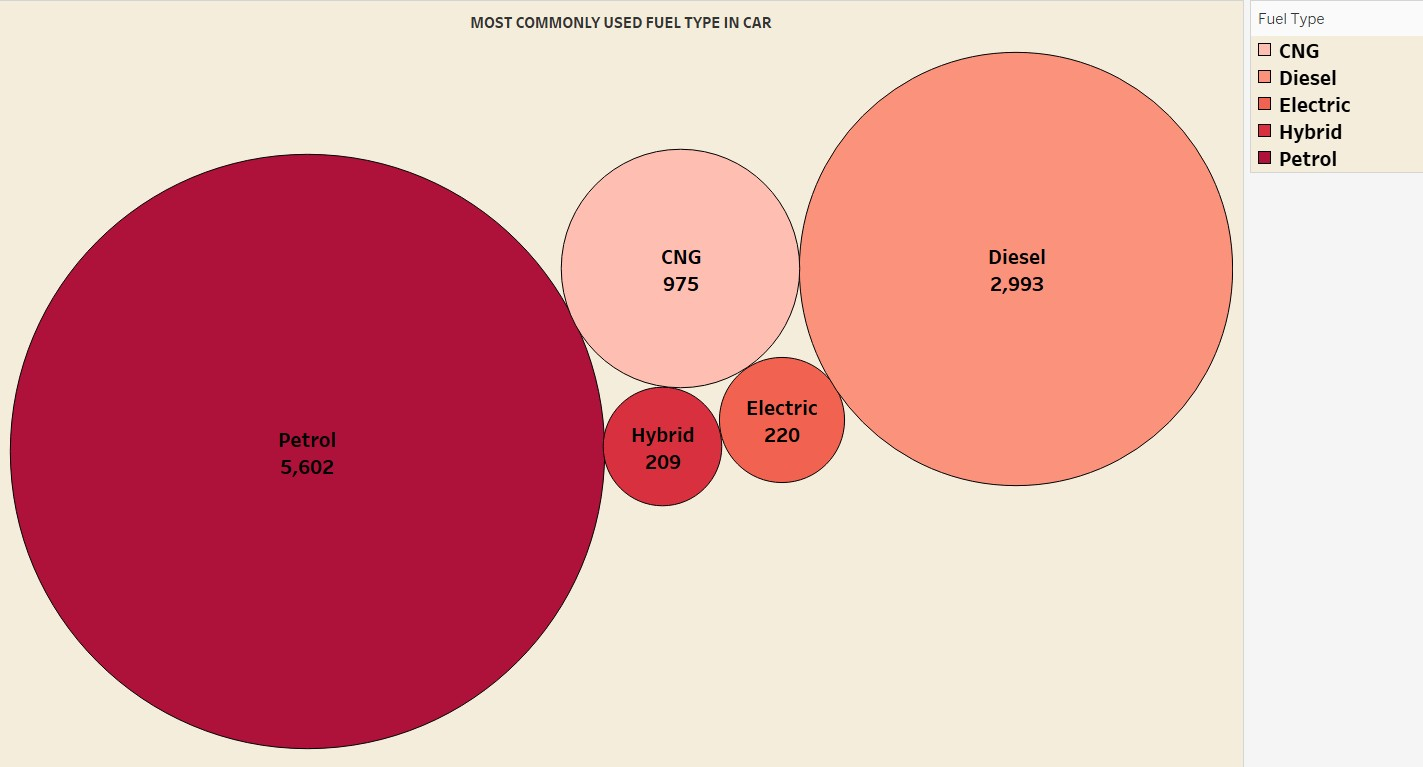 MOST COMMONLY USED FUEL TYPE IN CAR
Fuel Type
CNG
Diesel
Electric
Hybrid
Petrol
CNG
975
Diesel
2,993
Electric
220
Hybrid
209
Petrol
5,602